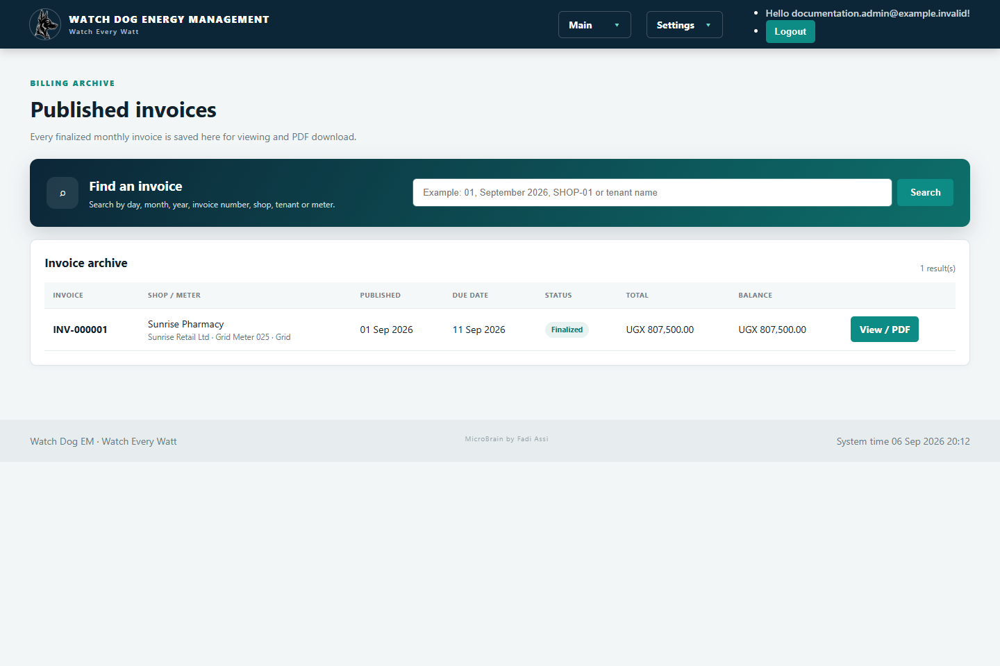 WATCH DOG ENERGY MANAGEMENT
Watch Every Watt
Main
Settings
Hello documentation.admin@example.invalid!
Logout
BILLING ARCHIVE
Published invoices
Every finalized monthly invoice is saved here for viewing and PDF download.
Find an invoice
Search by day, month, year, invoice number, shop, tenant or meter.
Example: 01, September 2026, SHOP-01 or tenant name
Search
Invoice archive
1 result(s)
INVOICE SHOP / METER PUBLISHED DUE DATE STATUS TOTAL BALANCE
INV-000001 Sunrise Pharmacy 01 Sep 2026 11 Sep 2026 Finalized UGX 807,500.00 UGX 807,500.00 View / PDF
Sunrise Retail Ltd · Grid Meter 025 · Grid
Watch Dog EM · Watch Every Watt
MicroBrain by Fadi Assi
System time 06 Sep 2026 20:12